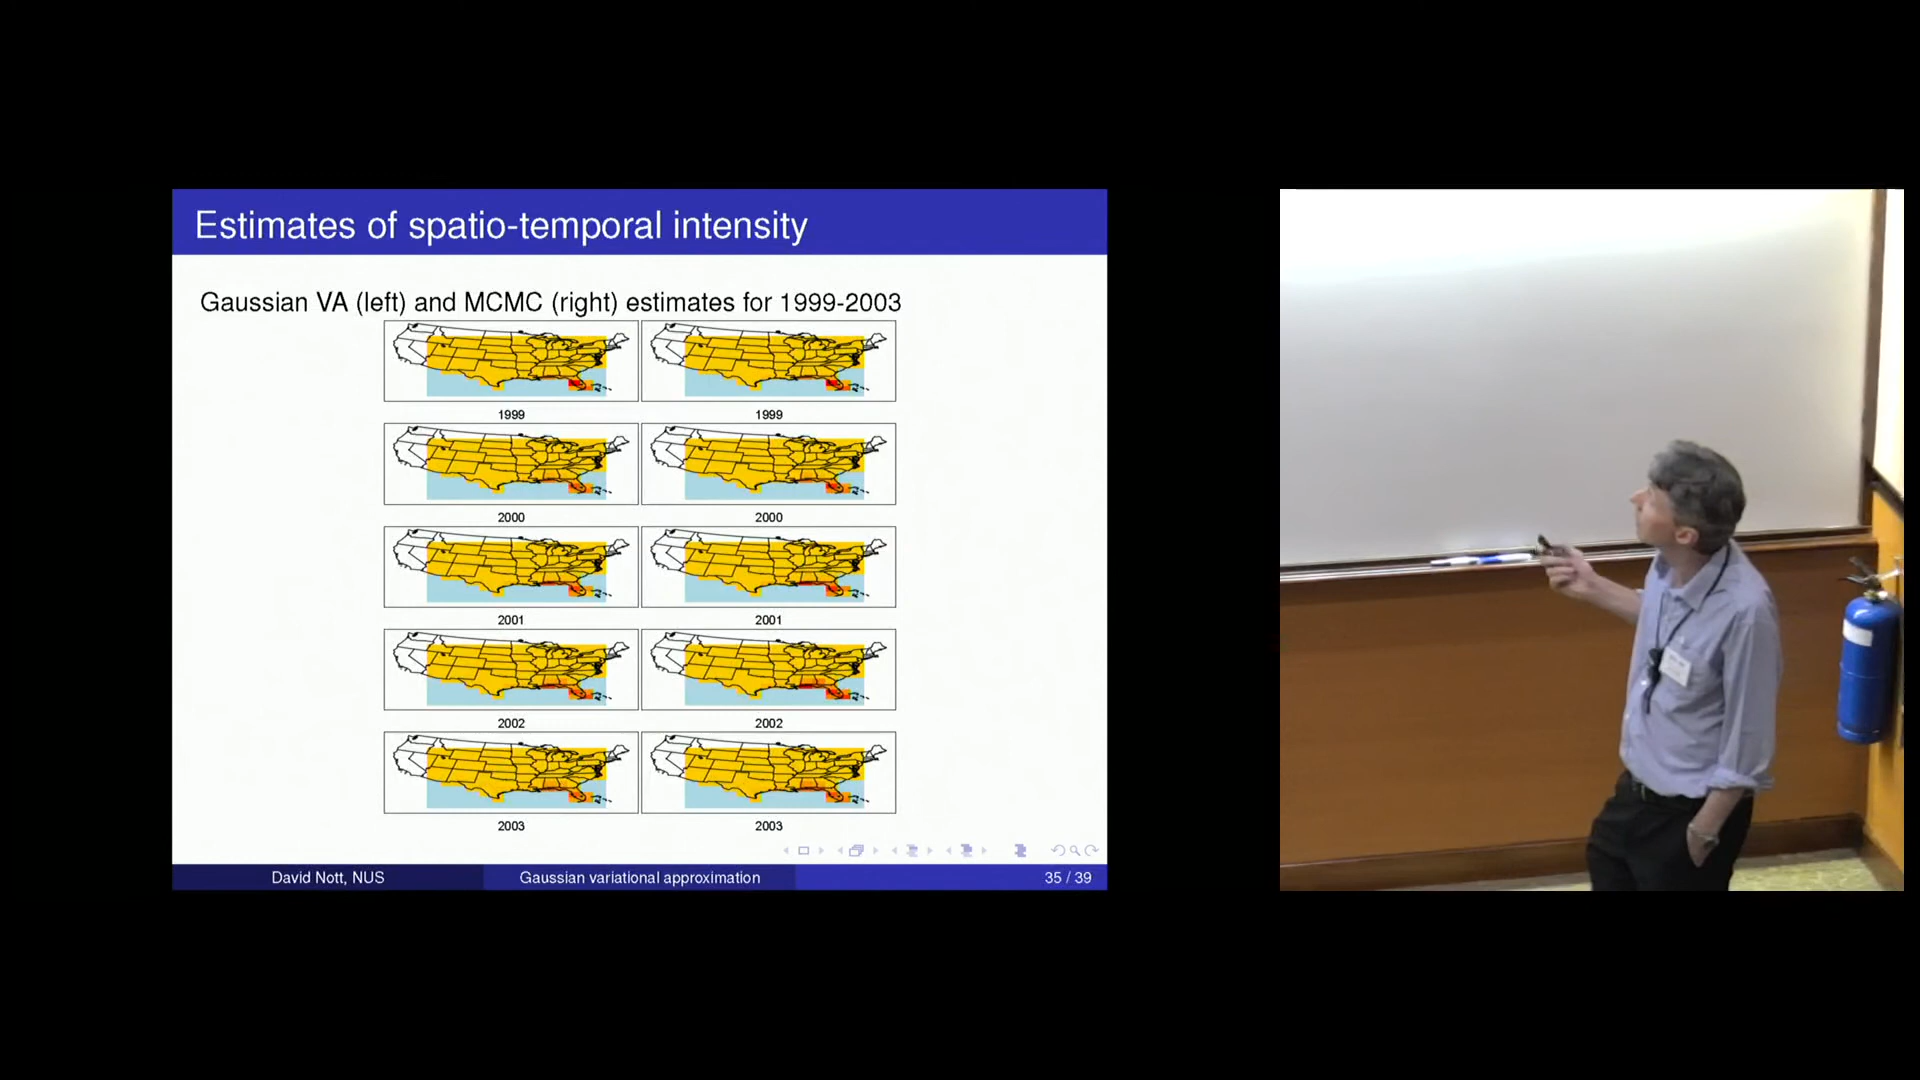 Estimates of spatio-temporal intensity
Gaussian VA (left) and MCMC (right) estimates for 1999-2003
1999 1999
2000 2000
2001 2001
2002 2002
2003 2003
David Nott, NUS Gaussian variational approximation 35 / 39